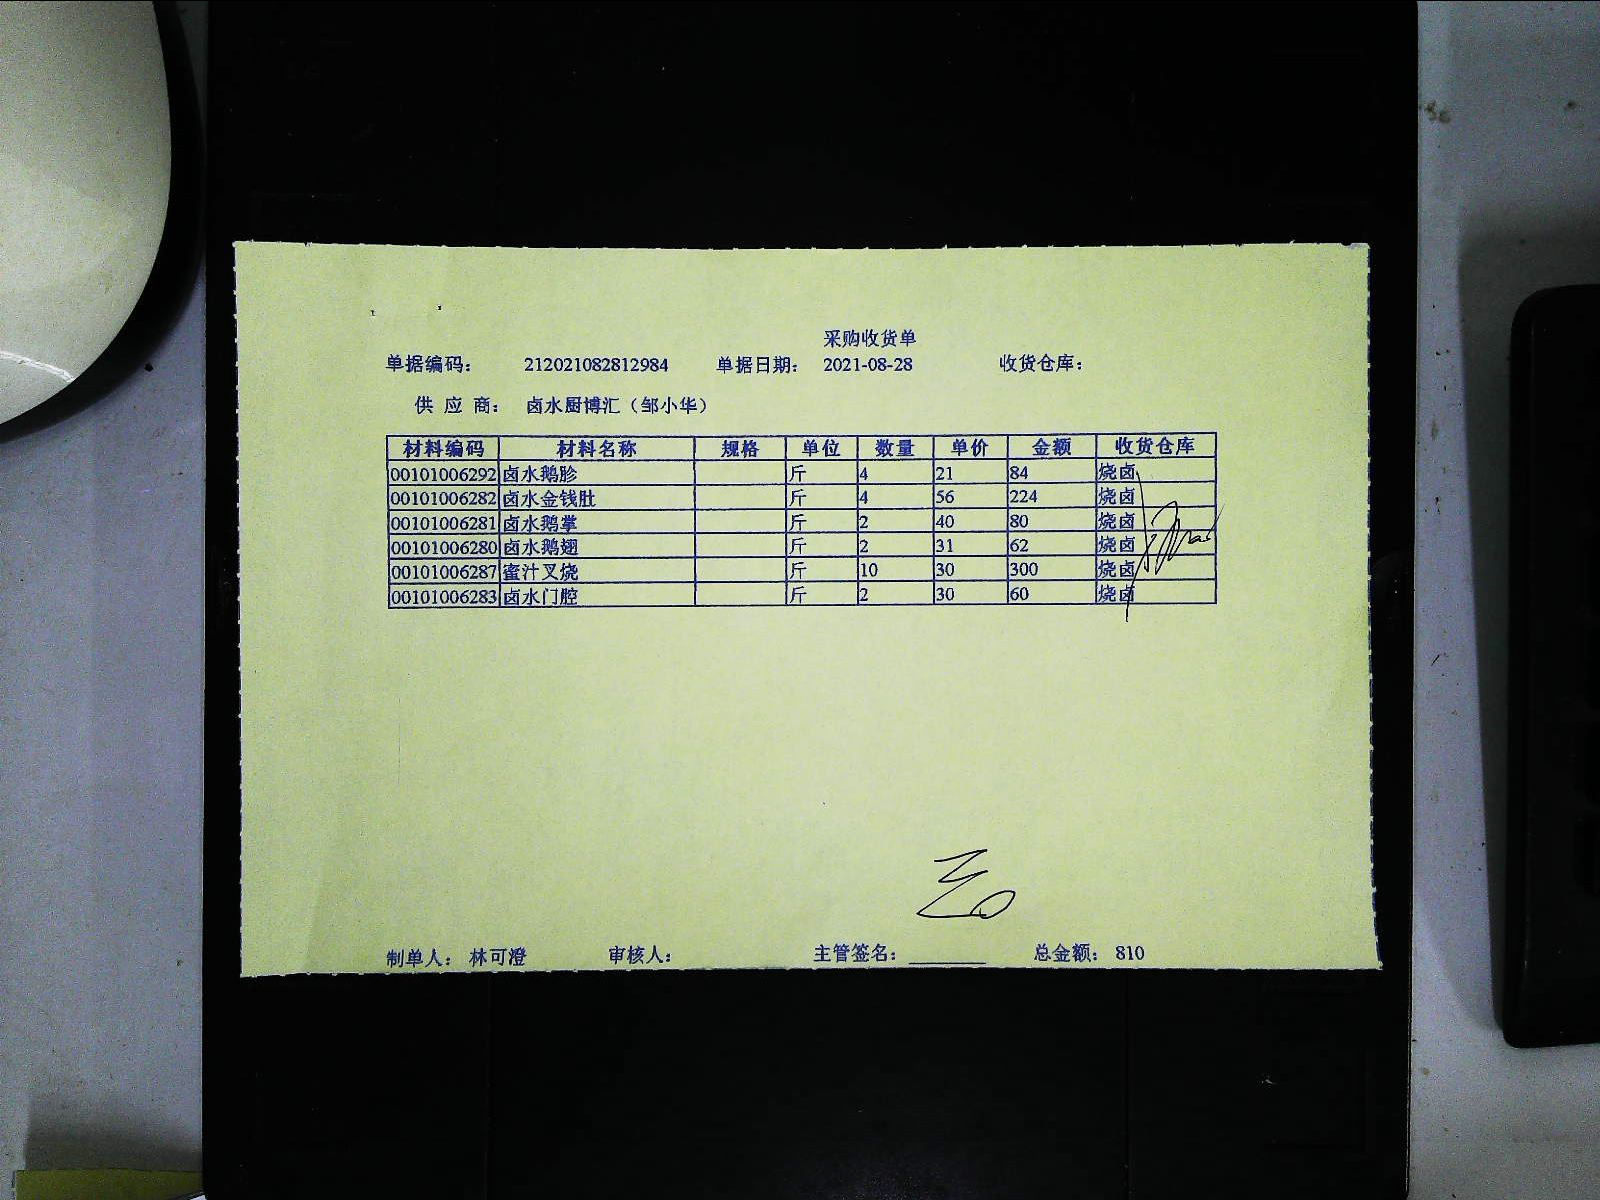 采购收货单
单据编码： 212021082812984 单据日期： 2021-08-28 收货仓库：
供 应 商： 卤水厨博汇（邹小华）
材料编码 材料名称 规格 单位 数量 单价 金额 收货仓库
00101006292 卤水鹅胗 斤 4 21 84 烧卤
00101006282 卤水金钱肚 斤 4 56 224 烧卤
00101006281 卤水鹅掌 斤 2 40 80 烧卤
00101006280 卤水鹅翅 斤 2 31 62 烧卤
00101006287 蜜汁叉烧 斤 10 30 300 烧卤
00101006283 卤水门腔 斤 2 30 60 烧卤
制单人： 林可澄 审核人： 主管签名： 总金额： 810